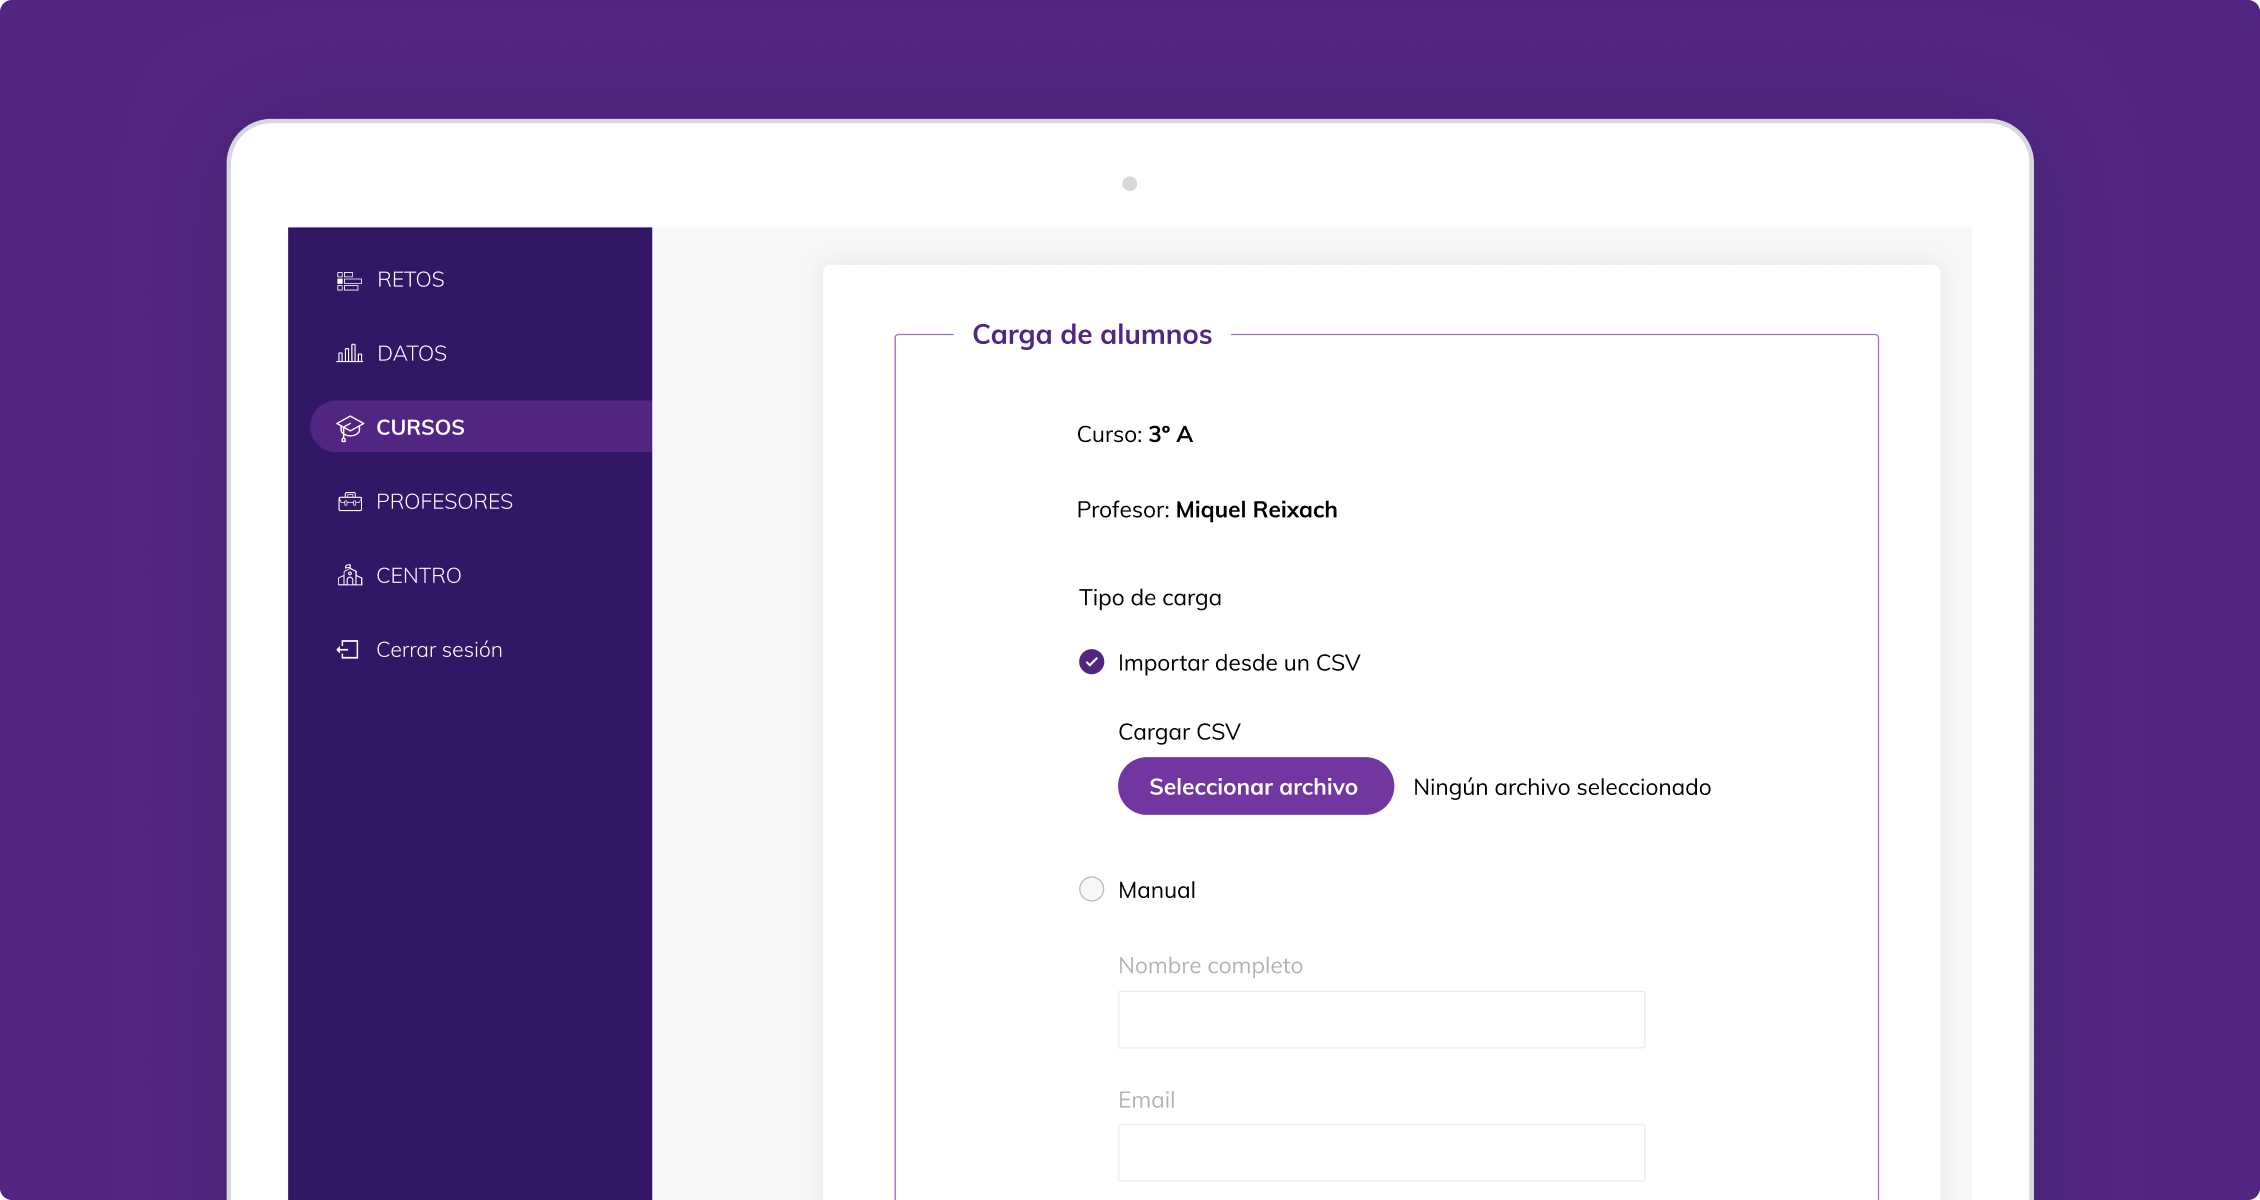 RETOS
DATOS
CURSOS
PROFESORES
CENTRO
Cerrar sesión
Carga de alumnos
Curso: 3º A
Profesor: Miquel Reixach
Tipo de carga
Importar desde un CSV
Cargar CSV
Seleccionar archivo Ningún archivo seleccionado
Manual
Nombre completo
Email